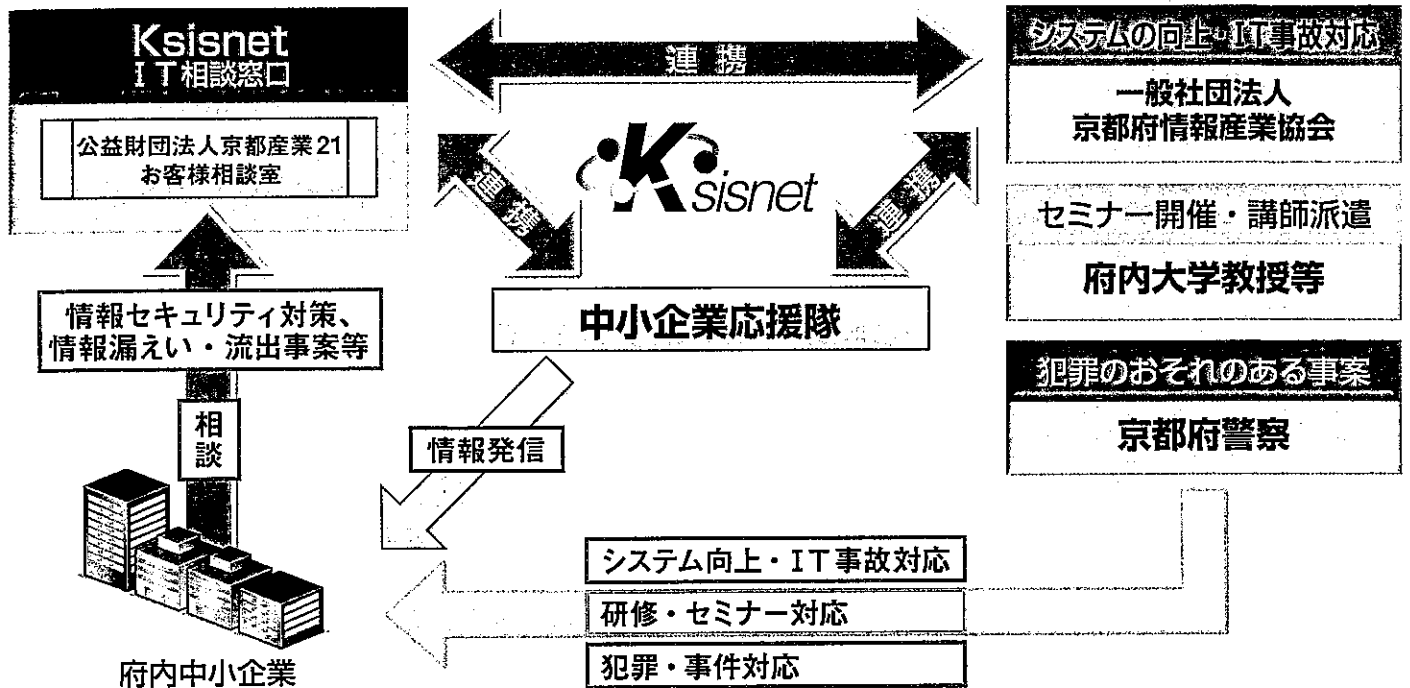 Ksisnet
IT相談窓口
公益財団法人京都産業21
お客様相談室
連携
システムの向上・IT事故対応
一般社団法人
京都府情報産業協会
連携
Ksisnet
連携
セミナー開催・講師派遣
府内大学教授等
中小企業応援隊
情報セキュリティ対策、
情報漏えい・流出事案等
犯罪のおそれのある事案
京都府警察
相談
情報発信
システム向上・IT事故対応
研修・セミナー対応
犯罪・事件対応
府内中小企業